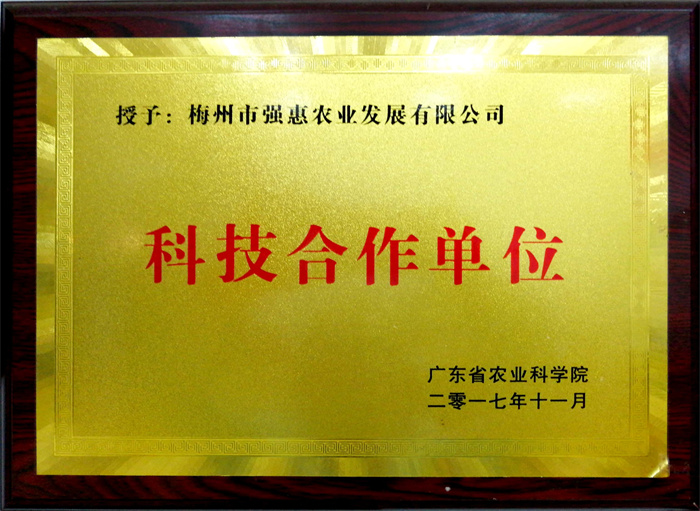 授予：梅州市强惠农业发展有限公司
科技合作单位
广东省农业科学院
二零一七年十一月